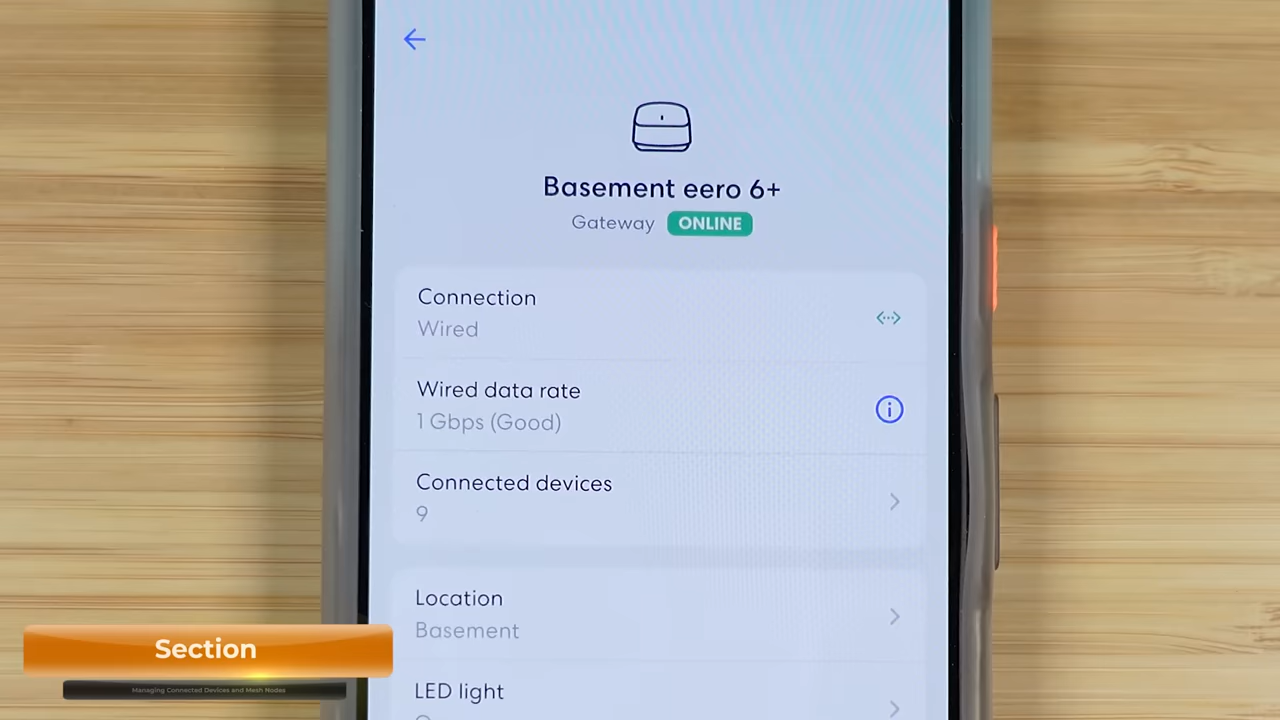 Basement eero 6+
Gateway ONLINE
Connection
Wired
Wired data rate
1 Gbps (Good)
Connected devices
9
Location
Basement
LED light
Section
Managing Connected Devices and Mesh Nodes